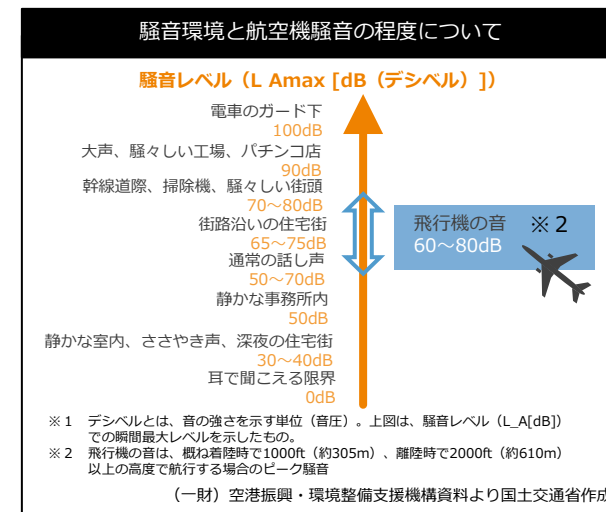 騒音環境と航空機騒音の程度について
騒音レベル（L Amax [dB（デシベル）]）
電車のガード下
100dB
大声、騒々しい工場、パチンコ店
90dB
幹線道際、掃除機、騒々しい街頭
70～80dB
街路沿いの住宅街
65～75dB
通常の話し声
50～70dB
静かな事務所内
50dB
静かな室内、ささやき声、深夜の住宅街
30～40dB
耳で聞こえる限界
0dB
飛行機の音　※２
60～80dB
※１　デシベルとは、音の強さを示す単位（音圧）。上図は、騒音レベル（L_A[dB]）
での瞬間最大レベルを示したもの。
※２　飛行機の音は、概ね着陸時で1000ft（約305m）、離陸時で2000ft（約610m）
以上の高度で航行する場合のピーク騒音
（一財）空港振興・環境整備支援機構資料より国土交通省作成